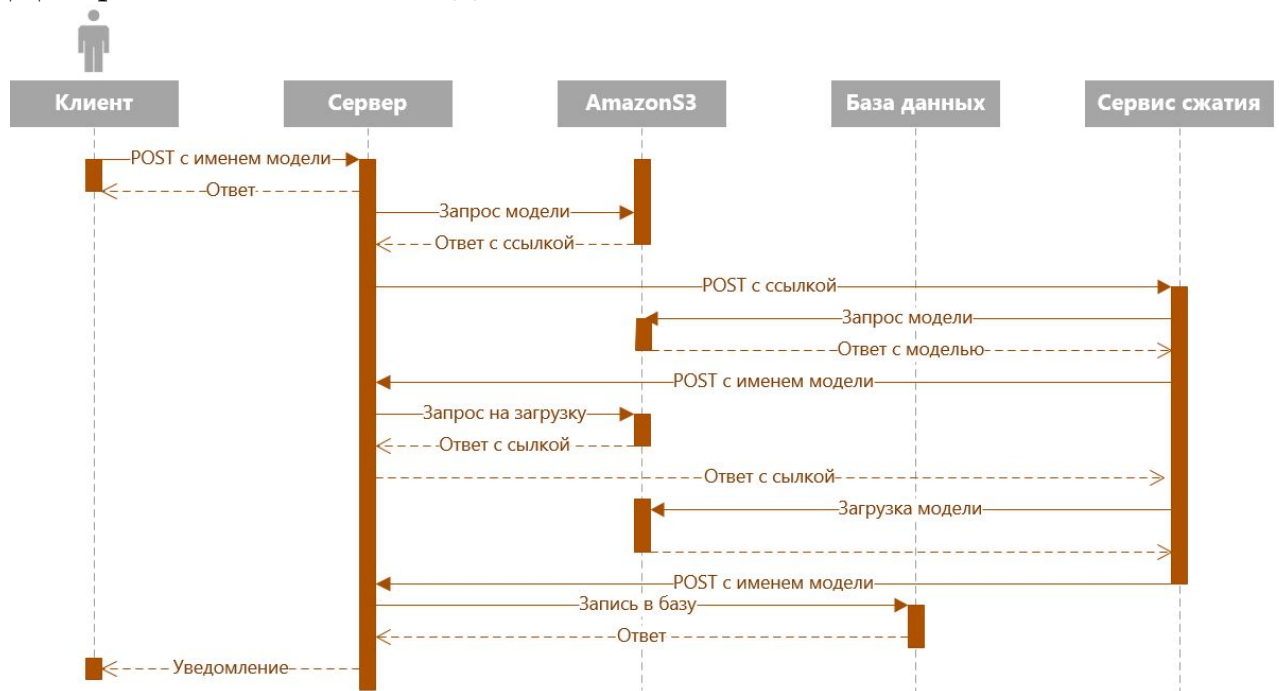 Клиент
Сервер
AmazonS3
База данных
Сервис сжатия
POST с именем модели
Ответ
Запрос модели
Ответ с ссылкой
POST с ссылкой
Запрос модели
Ответ с моделью
POST с именем модели
Запрос на загрузку
Ответ с сылкой
Ответ с сылкой
Загрузка модели
POST с именем модели
Запись в базу
Ответ
Уведомление